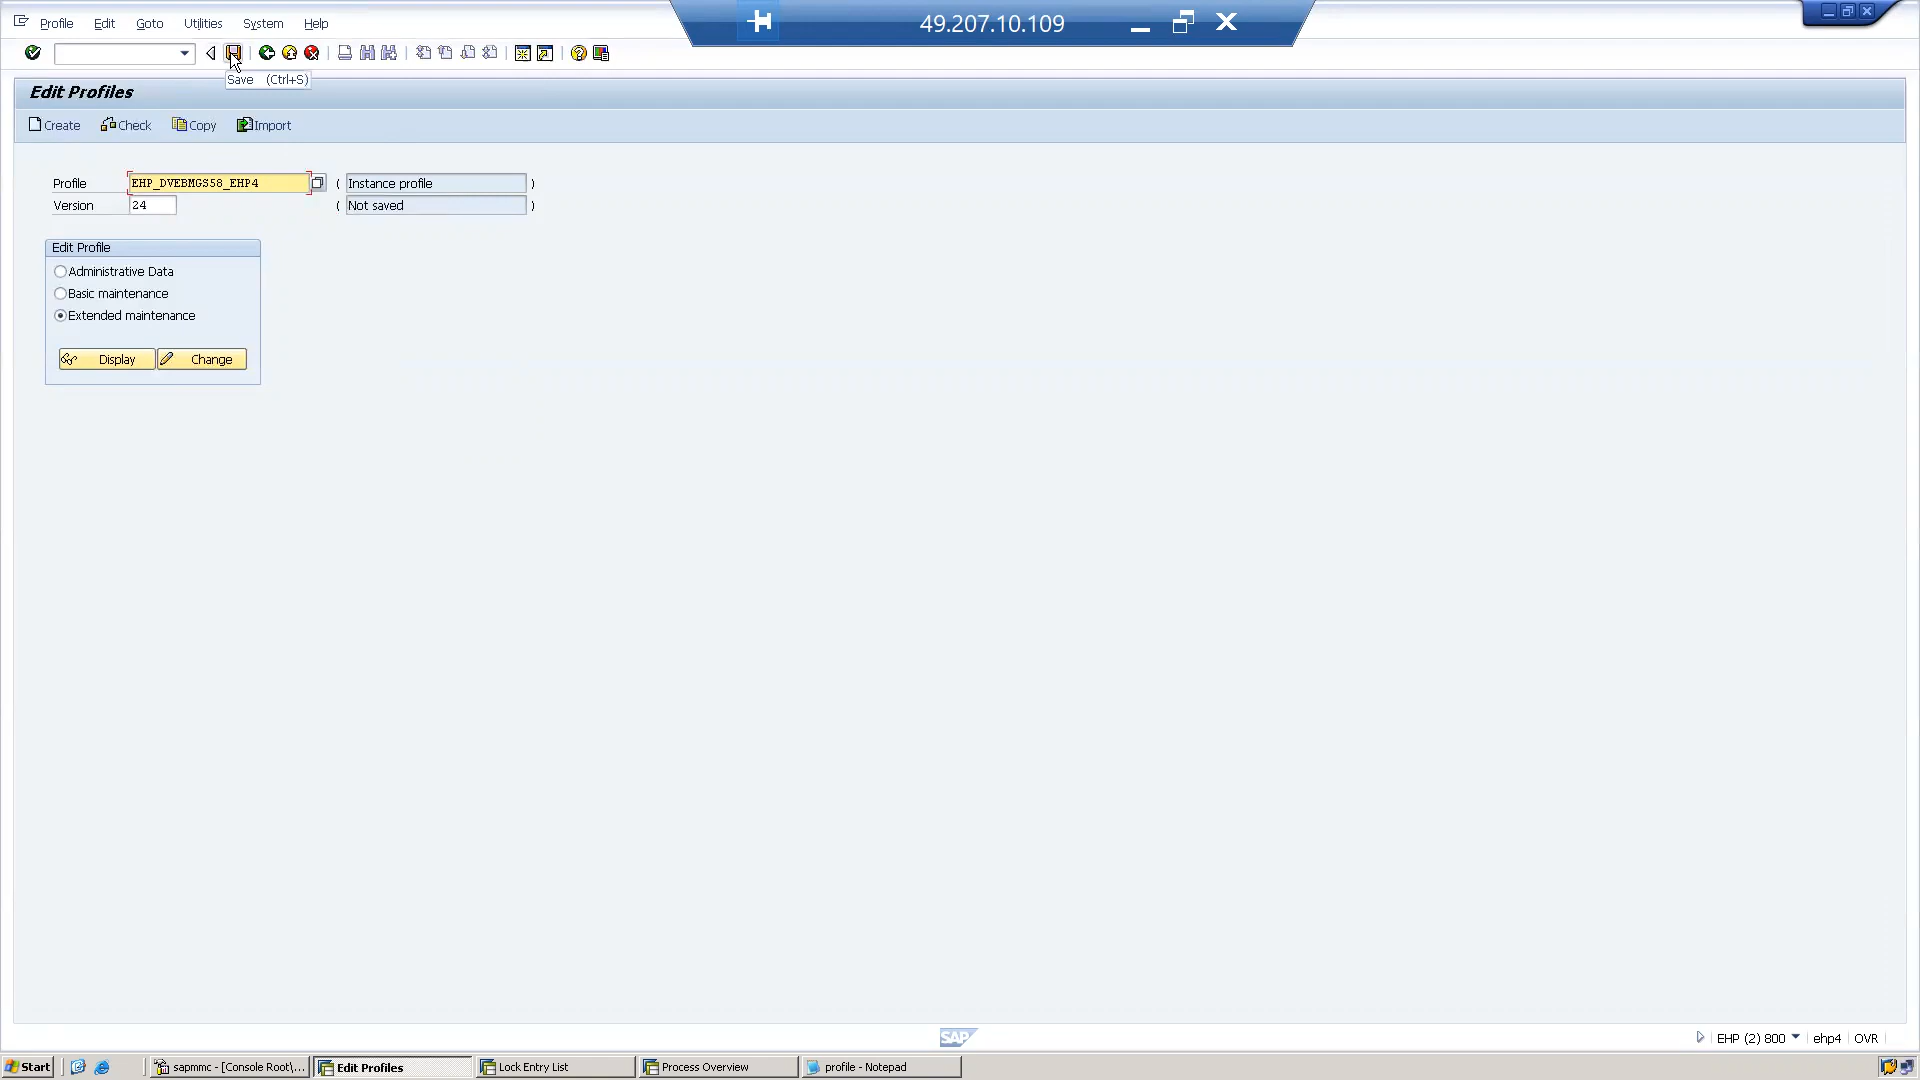 Profile Edit Goto Utilities System Help
49.207.10.109
Save (Ctrl+S)
Edit Profiles
Create Check Copy Import
Profile EHP_DVEBMGS58_EHP4 ( Instance profile )
Version 24 ( Not saved )
Edit Profile
Administrative Data
Basic maintenance
Extended maintenance
Display Change
SAP
EHP (2) 800 ehp4 OVR
Start sapmmc - [Console Root\... Edit Profiles Lock Entry List Process Overview profile - Notepad